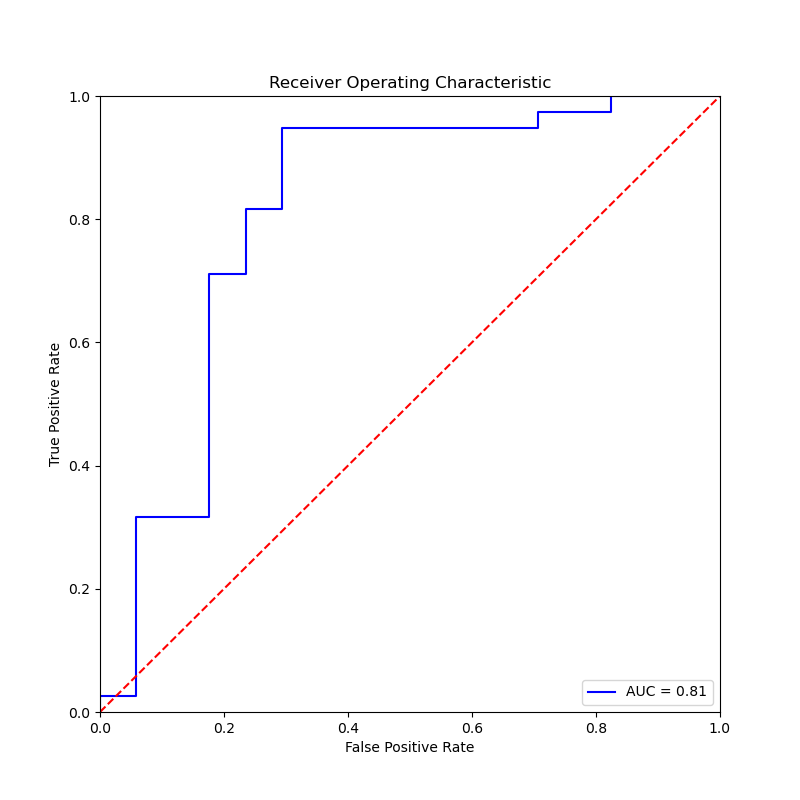 Receiver Operating Characteristic
1.0
0.8
0.6
0.4
0.2
0.0
True Positive Rate
AUC = 0.81
0.0 0.2 0.4 0.6 0.8 1.0
False Positive Rate